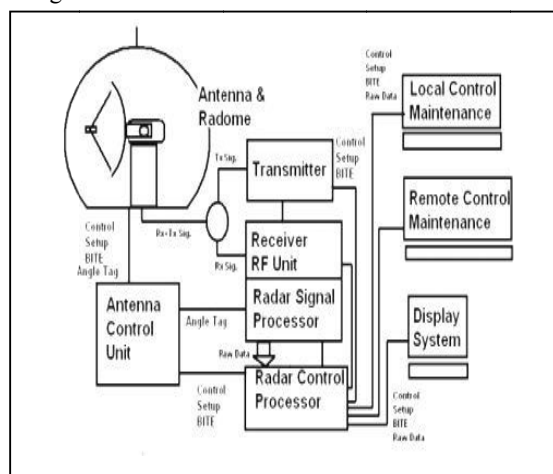 Antenna &
Radome
Control
Setup
BITE
Raw Data
Local Control
Maintenance
Tx Sig.
Transmitter
Control
Setup
BITE
Remote Control
Maintenance
Rx+Tx Sig.
Rx Sig.
Receiver
RF Unit
Control
Setup
BITE
Angle Tag
Antenna
Control
Unit
Angle Tag
Radar Signal
Processor
Display
System
Raw Data
Radar Control
Processor
Control
Setup
BITE
Control
Setup
BITE
Raw Data